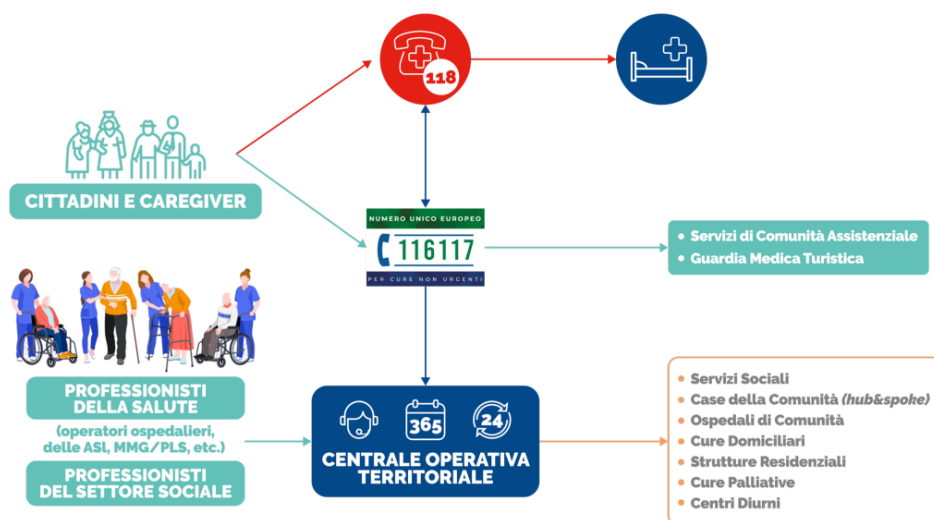 118
CITTADINI E CAREGIVER
NUMERO UNICO EUROPEO
116117
PER CURE NON URGENTI
• Servizi di Comunità Assistenziale
• Guardia Medica Turistica
PROFESSIONISTI
DELLA SALUTE
(operatori ospedalieri,
delle ASL, MMG/PLS, etc.)
PROFESSIONISTI
DEL SETTORE SOCIALE
365
24
CENTRALE OPERATIVA
TERRITORIALE
• Servizi Sociali
• Case della Comunità (hub&spoke)
• Ospedali di Comunità
• Cure Domiciliari
• Strutture Residenziali
• Cure Palliative
• Centri Diurni